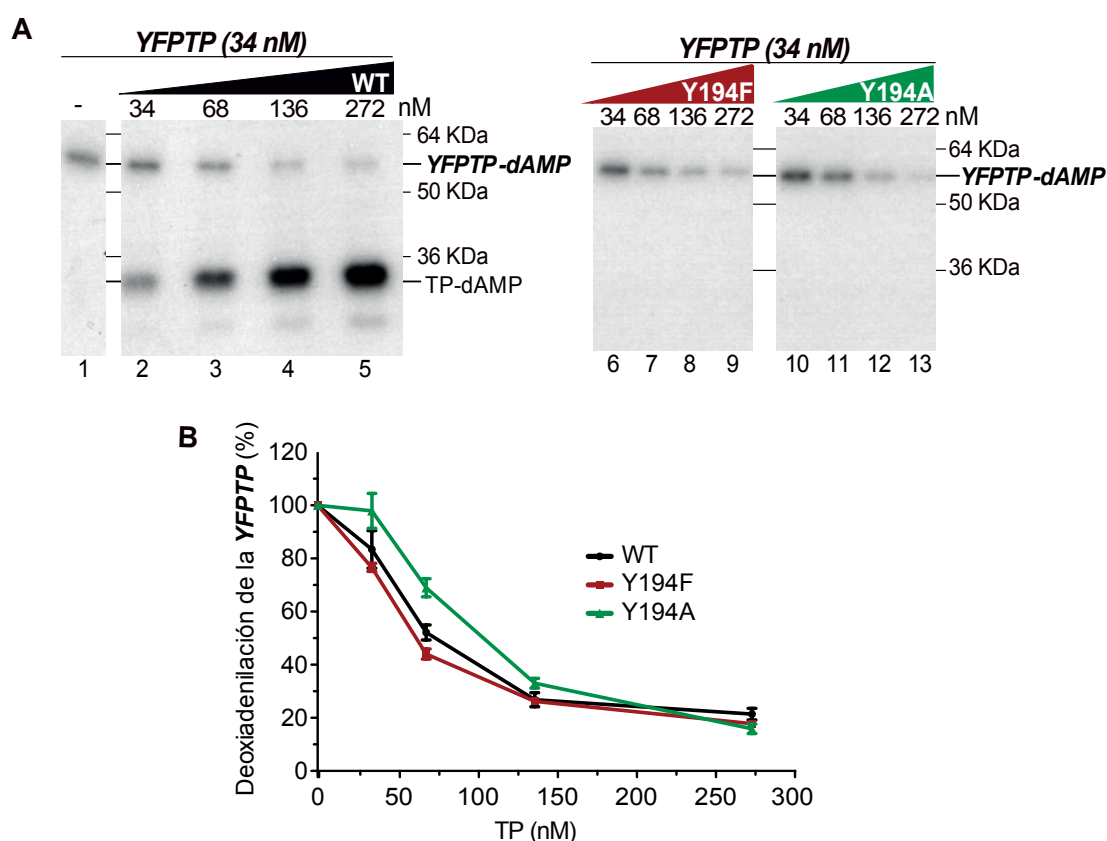 A
YFPTP (34 nM)
WT
- 34 68 136 272 nM
64 KDa
YFPTP-dAMP
50 KDa
36 KDa
TP-dAMP
1 2 3 4 5
YFPTP (34 nM)
Y194F Y194A
34 68 136 272 34 68 136 272 nM
64 KDa
YFPTP-dAMP
50 KDa
36 KDa
6 7 8 9 10 11 12 13
B
Deoxiadenilación de la YFPTP (%)
120
100
80
60
40
20
0
WT
Y194F
Y194A
0 50 100 150 200 250 300
TP (nM)